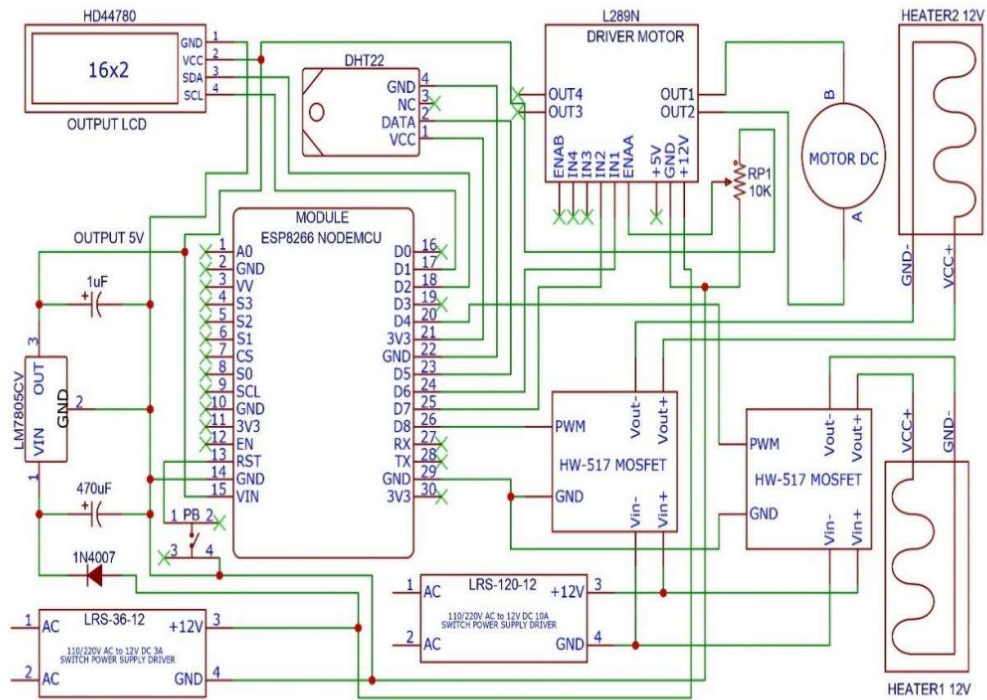 HD44780
16x2
GND 1
VCC 2
SDA 3
SCL 4
OUTPUT LCD
DHT22
GND 4
NC 3
DATA 2
VCC 1
L289N
DRIVER MOTOR
OUT4
OUT3
OUT1
OUT2
ENAB
IN4
IN3
IN2
IN1
ENAA
+5V
GND
+12V
RP1
10K
B
MOTOR DC
A
HEATER2 12V
GND-
VCC+
MODULE
ESP8266 NODEMCU
1 A0
2 GND
3 VV
4 S3
5 S2
6 S1
7 CS
8 S0
9 SCL
10 GND
11 3V3
12 EN
13 RST
14 GND
15 VIN
D0 16
D1 17
D2 18
D3 19
D4 20
3V3 21
GND 22
D5 23
D6 24
D7 25
D8 26
RX 27
TX 28
GND 29
3V3 30
OUTPUT 5V
1uF
+
3
OUT
LM7805CV
GND
2
VIN
1
470uF
+
1N4007
1 PB 2
3 4
LRS-36-12
1 AC
2 AC
+12V 3
110/220V AC to 12V DC 3A
SWITCH POWER SUPPLY DRIVER
GND 4
LRS-120-12
1 AC
2 AC
+12V 3
110/220V AC to 12V DC 10A
SWITCH POWER SUPPLY DRIVER
GND 4
Vout-
Vout+
PWM
HW-517 MOSFET
GND
Vin-
Vin+
Vout-
Vout+
PWM
HW-517 MOSFET
GND
Vin-
Vin+
VCC+
GND-
HEATER1 12V